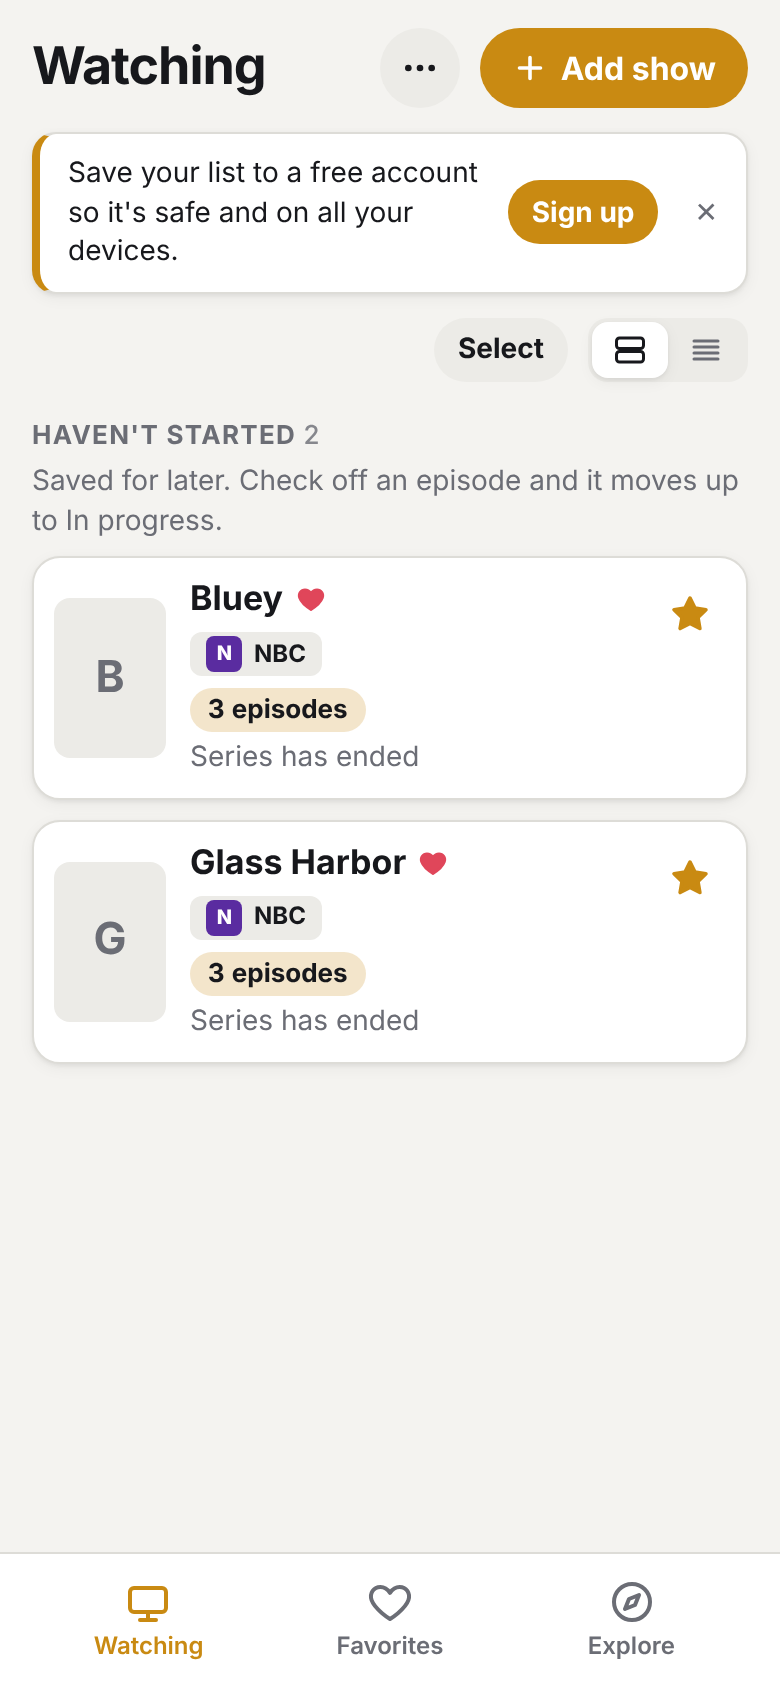 Watching
Add show
Save your list to a free account
so it's safe and on all your
devices.
Sign up
Select
HAVEN'T STARTED 2
Saved for later. Check off an episode and it moves up
to In progress.
B
Bluey
N NBC
3 episodes
Series has ended
G
Glass Harbor
N NBC
3 episodes
Series has ended
Watching
Favorites
Explore